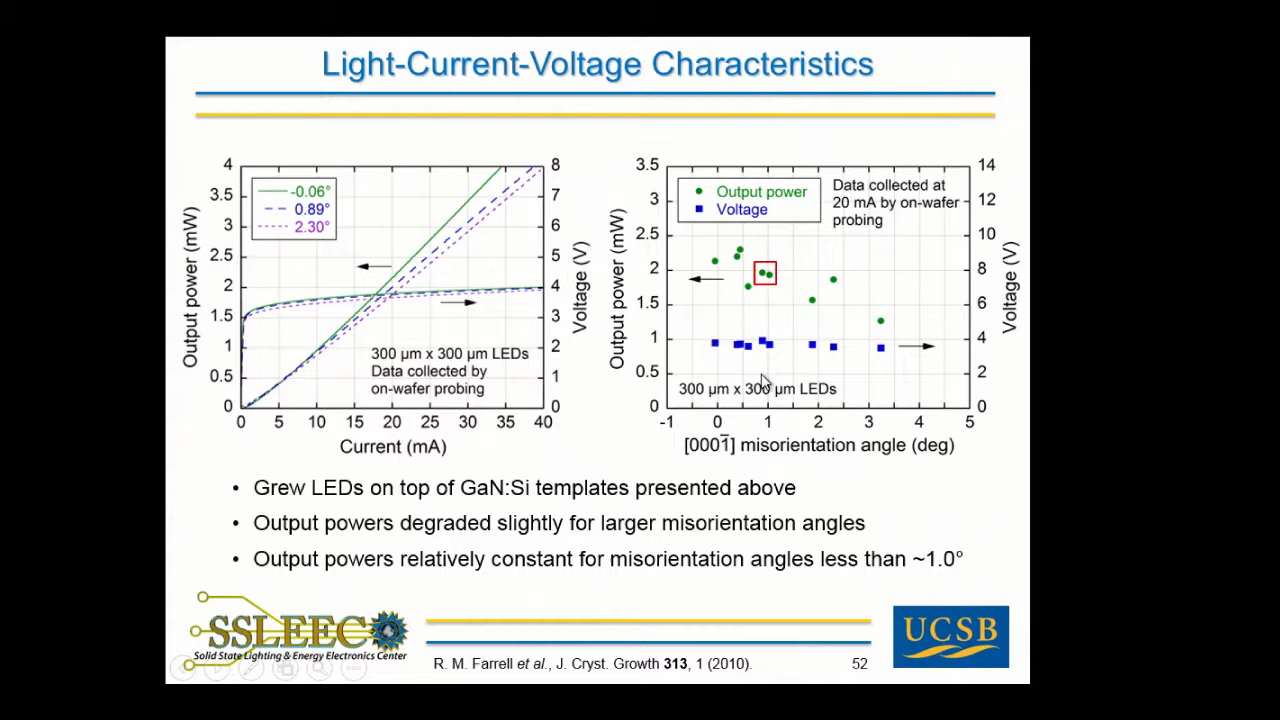 Light-Current-Voltage Characteristics
4
3.5
3
2.5
2
1.5
1
0.5
0
Output power (mW)
-0.06°
0.89°
2.30°
8
7
6
5
4
3
2
1
0
Voltage (V)
300 µm x 300 µm LEDs
Data collected by
on-wafer probing
0 5 10 15 20 25 30 35 40
Current (mA)
3.5
3
2.5
2
1.5
1
0.5
0
Output power (mW)
Output power
Voltage
Data collected at
20 mA by on-wafer
probing
14
12
10
8
6
4
2
0
Voltage (V)
300 µm x 300 µm LEDs
-1 0 1 2 3 4 5
[0001̅] misorientation angle (deg)
• Grew LEDs on top of GaN:Si templates presented above
• Output powers degraded slightly for larger misorientation angles
• Output powers relatively constant for misorientation angles less than ~1.0°
SSLEEC
Solid State Lighting & Energy Electronics Center
R. M. Farrell et al., J. Cryst. Growth 313, 1 (2010).
52
UCSB